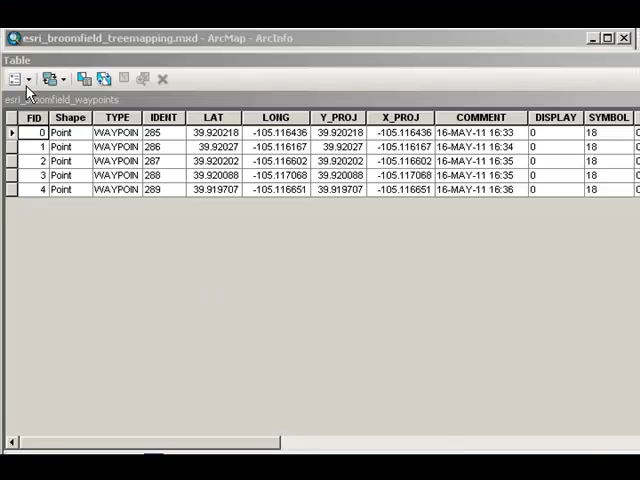 esri_broomfield_treemapping.mxd - ArcMap - ArcInfo
Table
esri_broomfield_waypoints
FID Shape TYPE IDENT LAT LONG Y_PROJ X_PROJ COMMENT DISPLAY SYMBOL
0 Point WAYPOIN 285 39.920218 -105.116436 39.920218 -105.116436 16-MAY-11 16:33 0 18
1 Point WAYPOIN 286 39.92027 -105.116167 39.92027 -105.116167 16-MAY-11 16:34 0 18
2 Point WAYPOIN 287 39.920202 -105.116602 39.920202 -105.116602 16-MAY-11 16:35 0 18
3 Point WAYPOIN 288 39.920088 -105.117068 39.920088 -105.117068 16-MAY-11 16:35 0 18
4 Point WAYPOIN 289 39.919707 -105.116651 39.919707 -105.116651 16-MAY-11 16:36 0 18